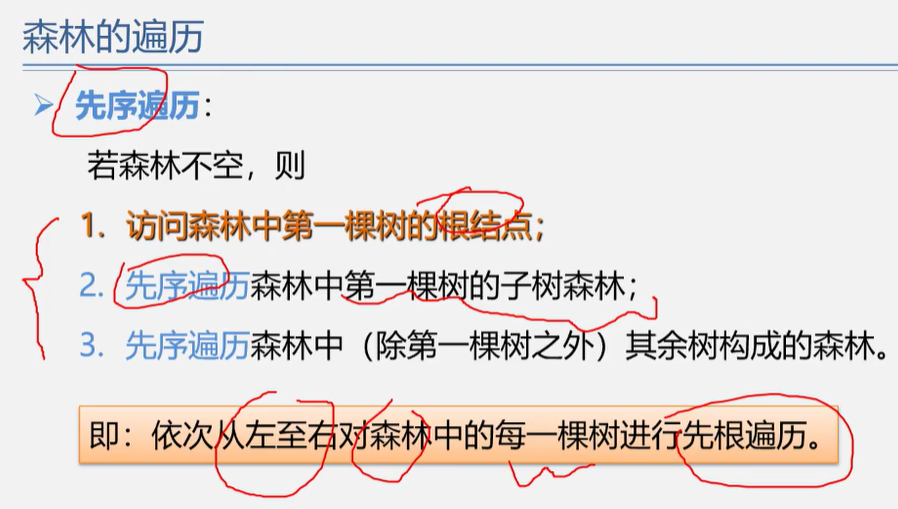 森林的遍历
先序遍历：
若森林不空，则
1. 访问森林中第一棵树的根结点；
2. 先序遍历森林中第一棵树的子树森林；
3. 先序遍历森林中（除第一棵树之外）其余树构成的森林。
即：依次从左至右对森林中的每一棵树进行先根遍历。